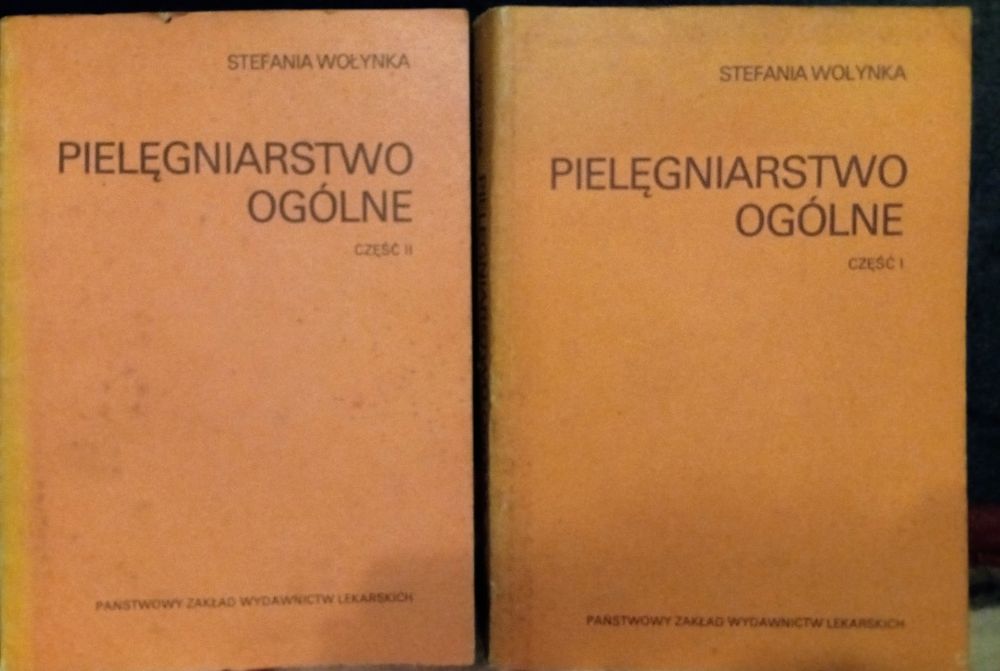 STEFANIA WOŁYNKA
PIELĘGNIARSTWO
OGÓLNE
CZĘŚĆ II
PAŃSTWOWY ZAKŁAD WYDAWNICTW LEKARSKICH
STEFANIA WOŁYNKA
PIELĘGNIARSTWO
OGÓLNE
CZĘŚĆ I
PAŃSTWOWY ZAKŁAD WYDAWNICTW LEKARSKICH